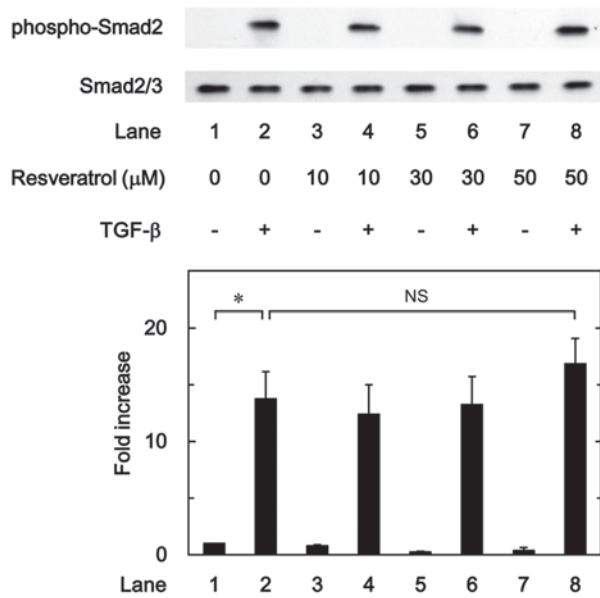 phospho-Smad2
Smad2/3
Lane 1 2 3 4 5 6 7 8
Resveratrol (μM) 0 0 10 10 30 30 50 50
TGF-β - + - + - + - +
* NS
20
10
0
Fold increase
Lane 1 2 3 4 5 6 7 8